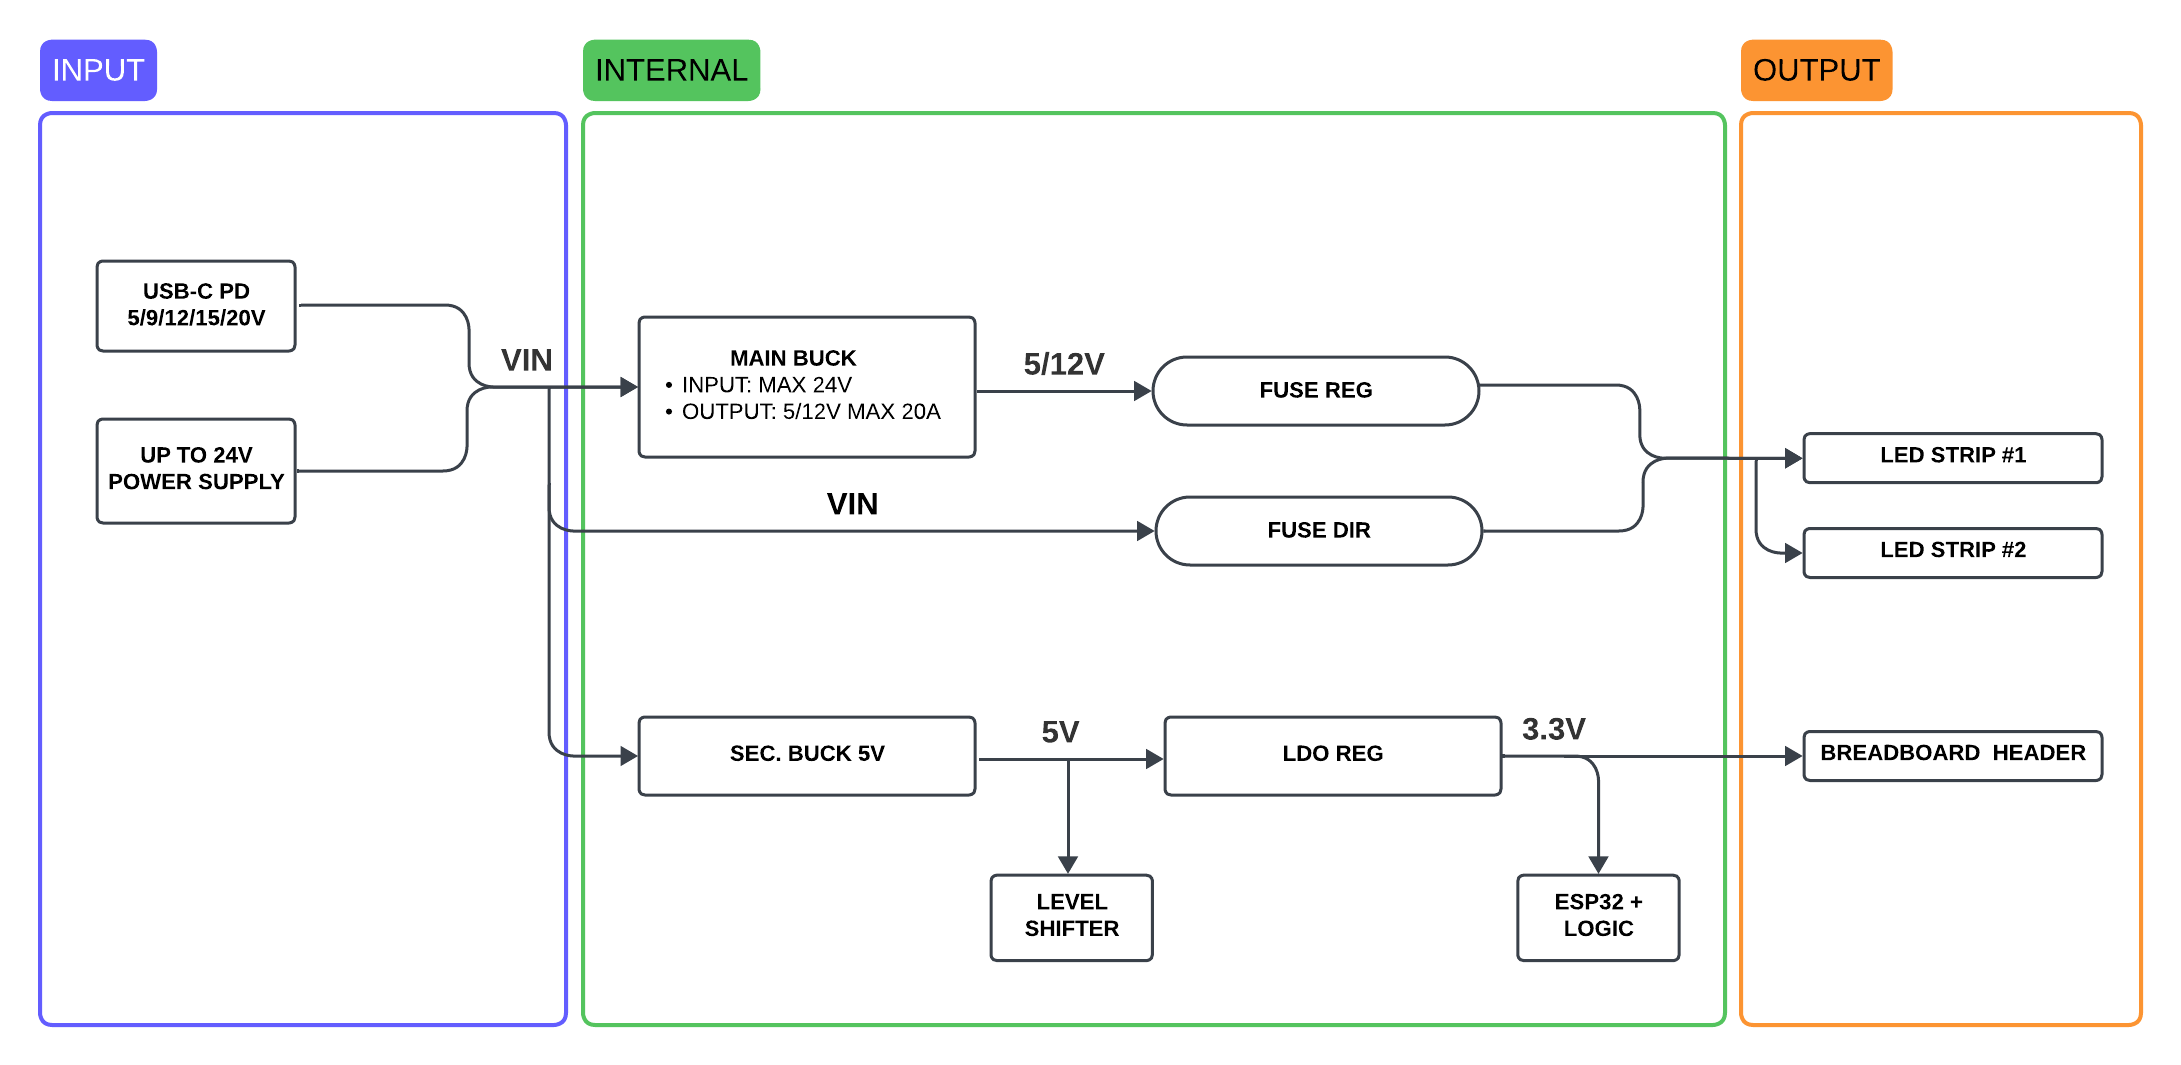 INPUT
INTERNAL
OUTPUT
USB-C PD
5/9/12/15/20V
UP TO 24V
POWER SUPPLY
VIN
MAIN BUCK
• INPUT: MAX 24V
• OUTPUT: 5/12V MAX 20A
5/12V
FUSE REG
VIN
FUSE DIR
LED STRIP #1
LED STRIP #2
SEC. BUCK 5V
5V
LDO REG
3.3V
BREADBOARD  HEADER
LEVEL
SHIFTER
ESP32 +
LOGIC